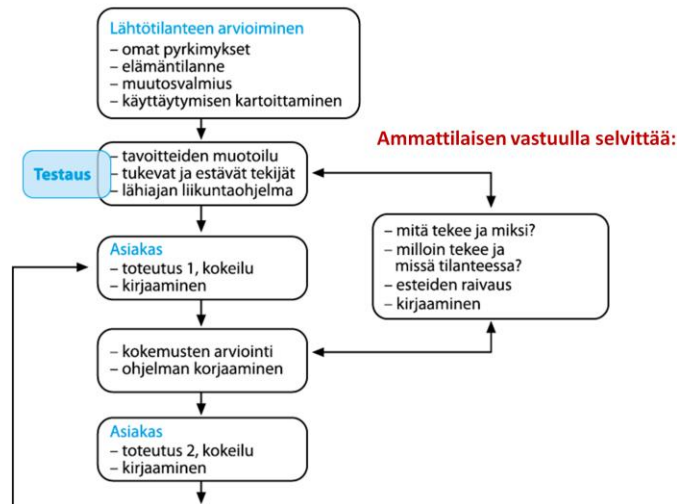 Lähtötilanteen arvioiminen
– omat pyrkimykset
– elämäntilanne
– muutosvalmius
– käyttäytymisen kartoittaminen
Ammattilaisen vastuulla selvittää:
Testaus
– tavoitteiden muotoilu
– tukevat ja estävät tekijät
– lähiajan liikuntaohjelma
– mitä tekee ja miksi?
– milloin tekee ja
missä tilanteessa?
– esteiden raivaus
– kirjaaminen
Asiakas
– toteutus 1, kokeilu
– kirjaaminen
– kokemusten arviointi
– ohjelman korjaaminen
Asiakas
– toteutus 2, kokeilu
– kirjaaminen